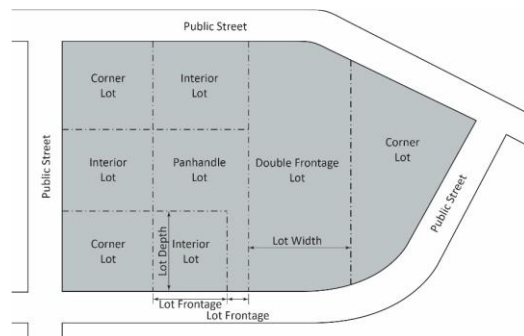 Public Street
Corner
Lot
Interior
Lot
Public Street
Interior
Lot
Panhandle
Lot
Double Frontage
Lot
Corner
Lot
Public Street
Corner
Lot
Lot Depth
Interior
Lot
Lot Width
Lot Frontage
Lot Frontage